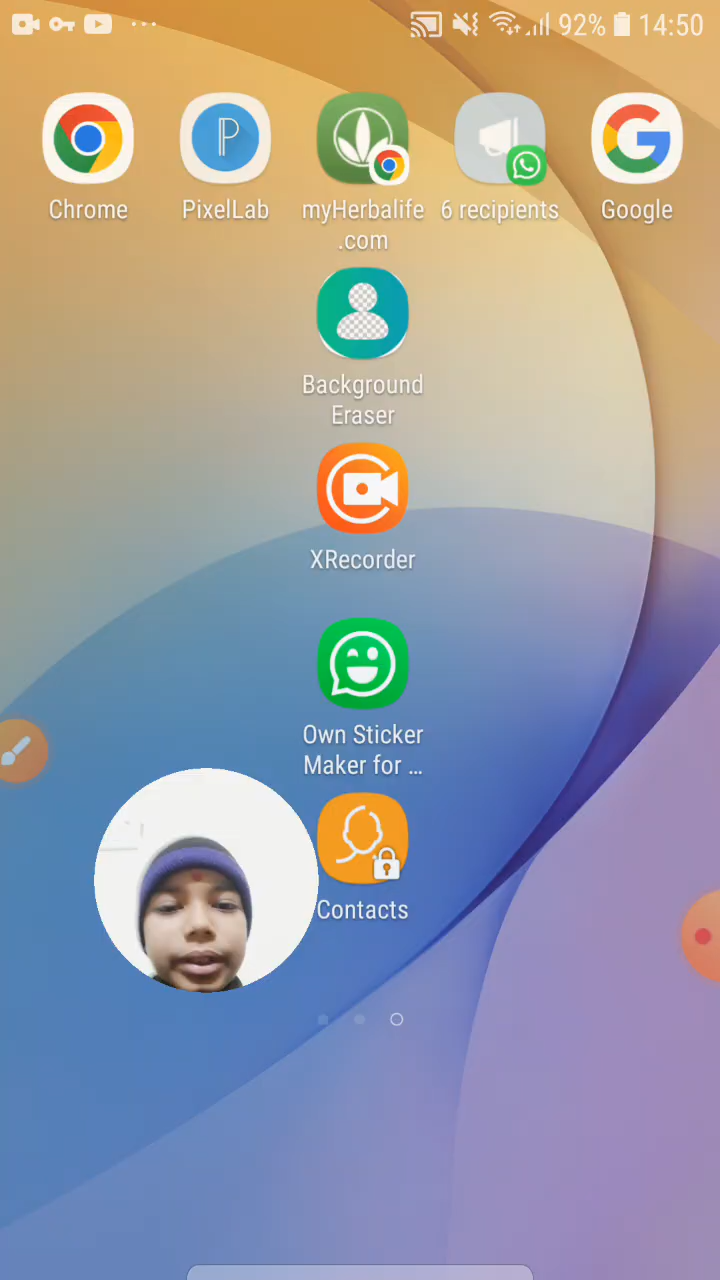 92% 14:50
Chrome PixelLab myHerbalife 6 recipients Google
.com
Background
Eraser
XRecorder
Own Sticker
Maker for ...
Contacts